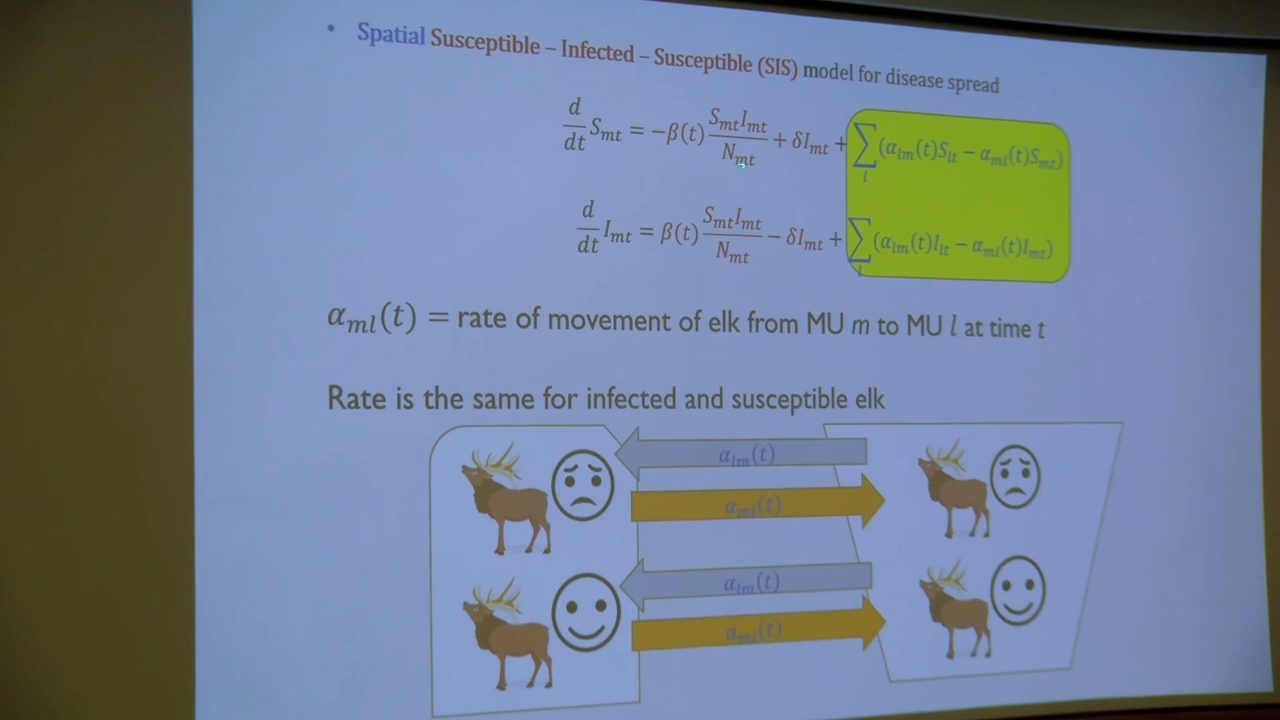 • Spatial Susceptible – Infected – Susceptible (SIS) model for disease spread
d/dt S_mt = −β(t) S_mt I_mt / N_mt + δI_mt + ∑_l (α_lm(t)S_lt − α_ml(t)S_mt)
d/dt I_mt = β(t) S_mt I_mt / N_mt − δI_mt + ∑_l (α_lm(t)I_lt − α_ml(t)I_mt)
α_ml(t) = rate of movement of elk from MU m to MU l at time t
Rate is the same for infected and susceptible elk
α_lm(t)
α_ml(t)
α_lm(t)
α_ml(t)